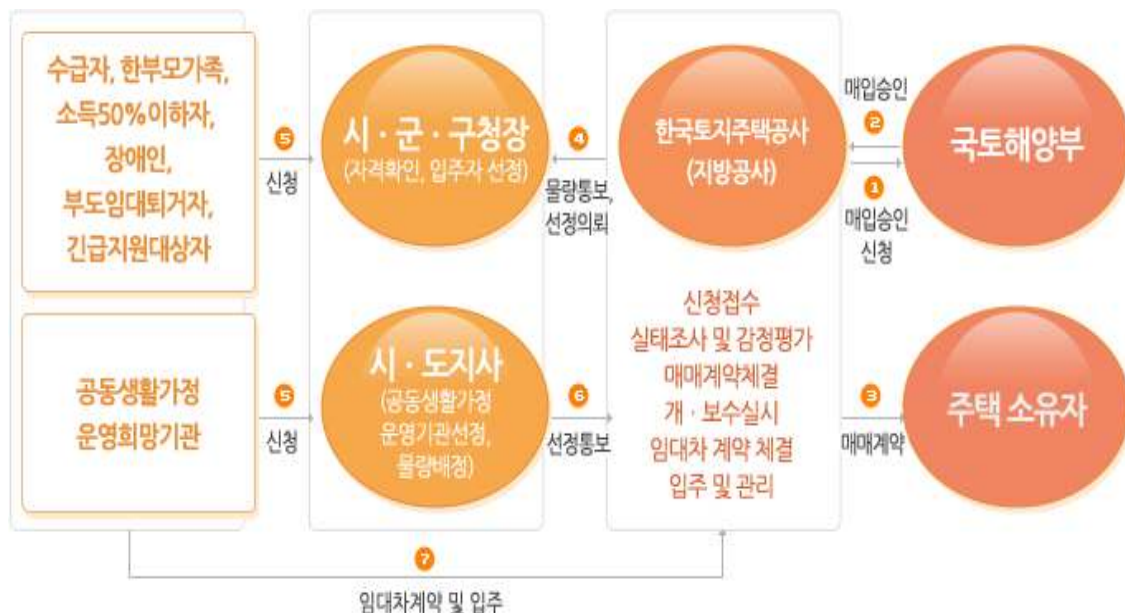 수급자, 한부모가족,
소득50%이하자,
장애인,
부도임대퇴거자,
긴급지원대상자
5
신청
시 · 군 · 구청장
(자격확인, 입주자 선정)
4
물량통보,
선정의뢰
한국토지주택공사
(지방공사)
매입승인
2
1
매입승인
신청
국토해양부
공동생활가정
운영희망기관
5
신청
시 · 도지사
(공동생활가정
운영기관선정,
물량배정)
6
선정통보
신청접수
실태조사 및 감정평가
매매계약체결
개 · 보수실시
임대차 계약 체결
입주 및 관리
3
매매계약
주택 소유자
7
임대차계약 및 입주